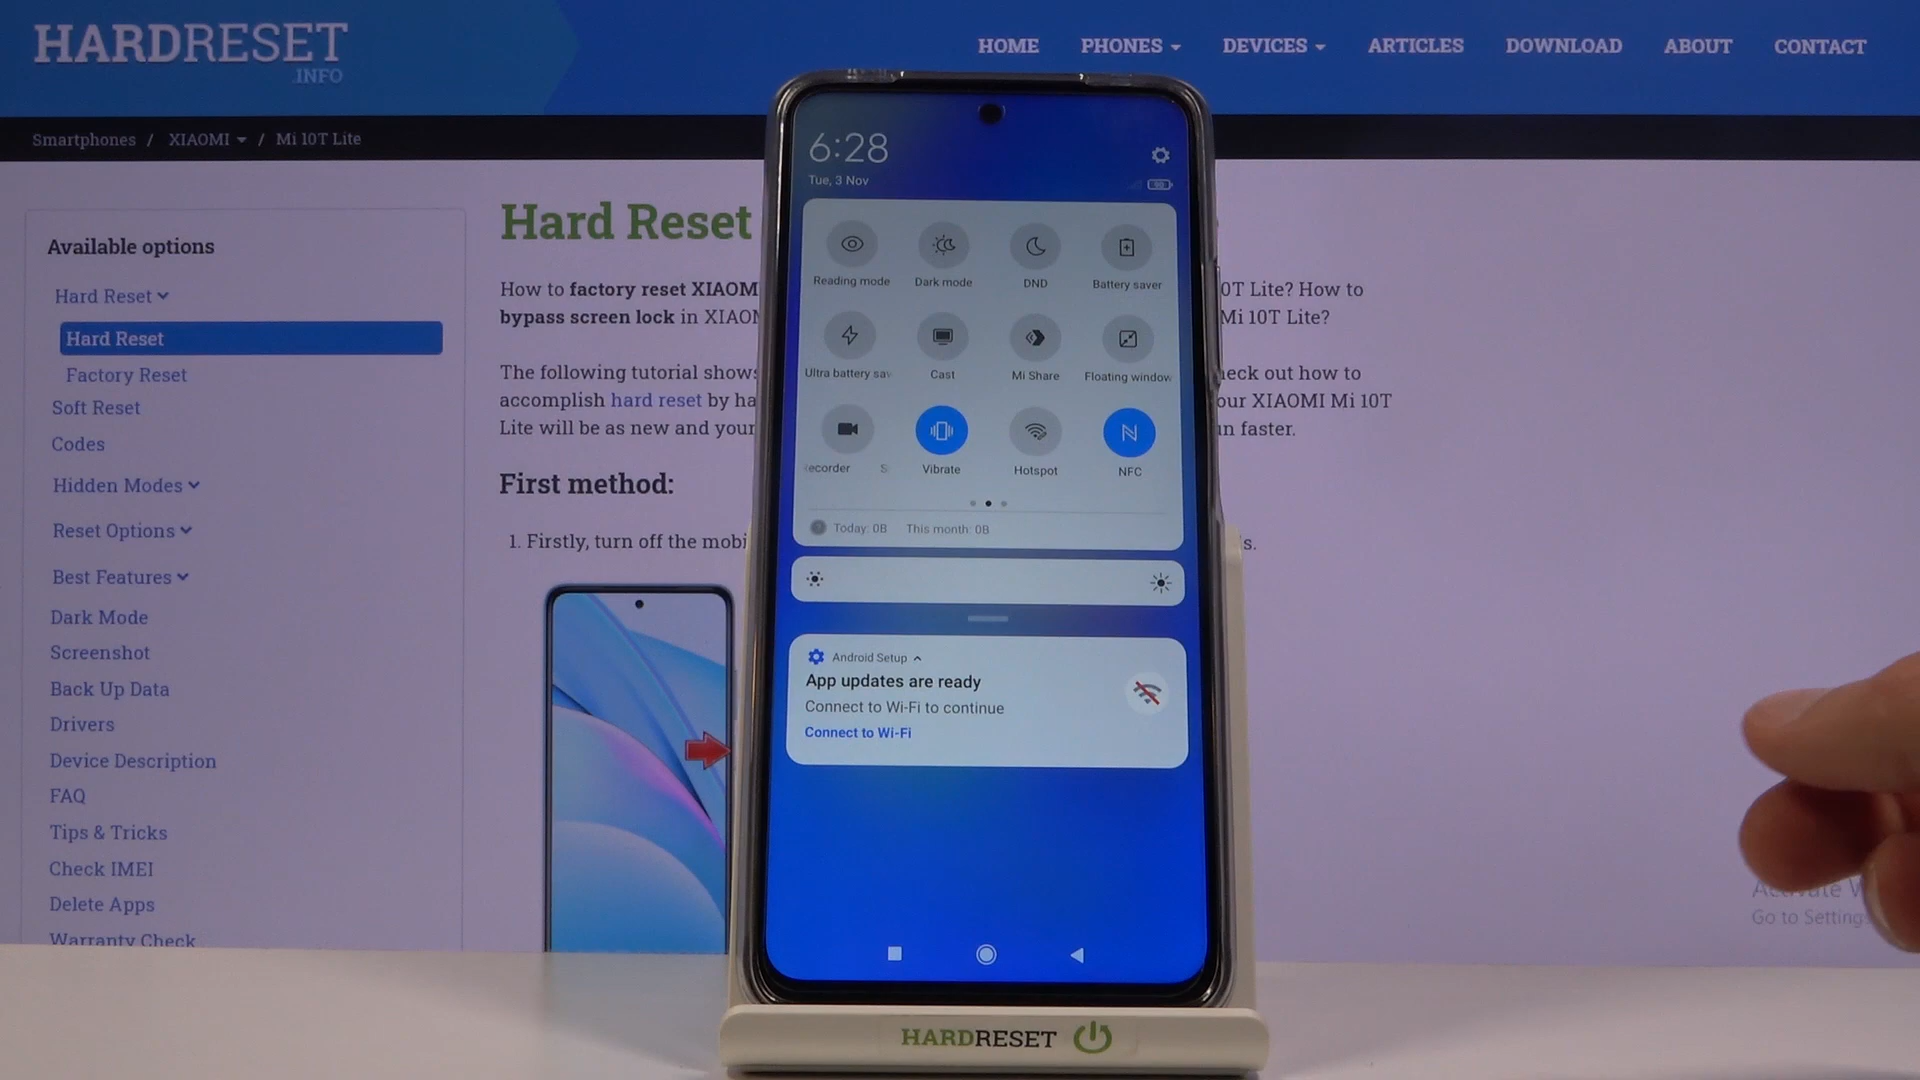 HARDRESET
.INFO
HOME PHONES DEVICES ARTICLES DOWNLOAD ABOUT CONTACT
Smartphones / XIAOMI / Mi 10T Lite
Available options
Hard Reset
Hard Reset
Factory Reset
Soft Reset
Codes
Hidden Modes
Reset Options
Best Features
Dark Mode
Screenshot
Back Up Data
Drivers
Device Description
FAQ
Tips & Tricks
Check IMEI
Delete Apps
Warranty Check
Hard Reset
How to factory reset XIAOM 0T Lite? How to
bypass screen lock in XIAOM Mi 10T Lite?
The following tutorial shows eck out how to
accomplish hard reset by ha our XIAOMI Mi 10T
Lite will be as new and your n faster.
First method:
1. Firstly, turn off the mobi s.
6:28
Tue, 3 Nov
Reading mode Dark mode DND Battery saver
Ultra battery sav Cast Mi Share Floating window
ecorder S Vibrate Hotspot NFC
Today: 0B This month: 0B
Android Setup
App updates are ready
Connect to Wi-Fi to continue
Connect to Wi-Fi
Activate W
Go to Setting
HARDRESET